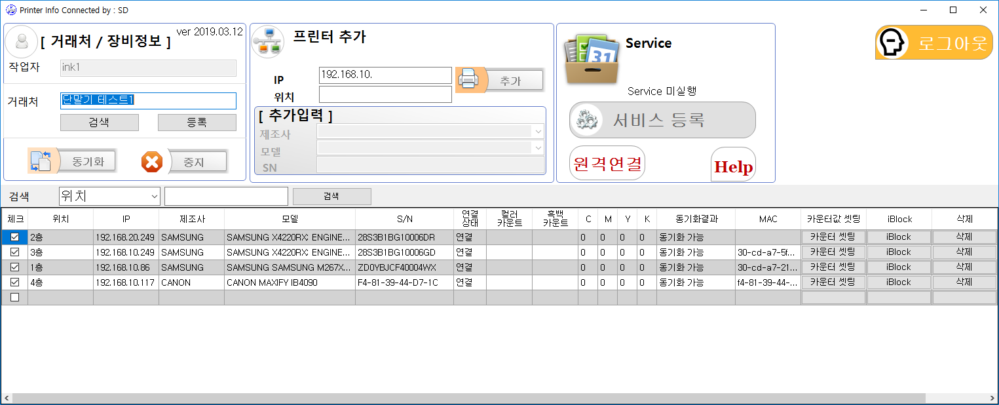 Printer Info Connected by : SD
[ 거래처 / 장비정보 ]
ver 2019.03.12
작업자
ink1
거래처
단말기 테스트1
검색
등록
동기화
중지
프린터 추가
IP
192.168.10.
위치
추가
[ 추가입력 ]
제조사
모델
SN
Service
Service 미실행
서비스 등록
원격연결
Help
로그아웃
검색
위치
검색
체크 위치 IP 제조사 모델 S/N 연결상태 컬러카운트 흑백카운트 C M Y K 동기화결과 MAC 카운터값 셋팅 iBlock 삭제
2층 192.168.20.249 SAMSUNG SAMSUNG X4220RX; ENGINE... 28S3B1BG10006DR 연결 0 0 0 0 동기화 가능 카운터 셋팅 iBlock 삭제
3층 192.168.10.249 SAMSUNG SAMSUNG X4220RX; ENGINE... 28S3B1BG10006GD 연결 0 0 0 0 동기화 가능 30-cd-a7-5f... 카운터 셋팅 iBlock 삭제
1층 192.168.10.86 SAMSUNG SAMSUNG SAMSUNG M267X... ZD0YBJCF40004WX 연결 0 0 0 0 동기화 가능 30-cd-a7-21... 카운터 셋팅 iBlock 삭제
4층 192.168.10.117 CANON CANON MAXIFY IB4090 F4-81-39-44-D7-1C 연결 0 0 0 0 동기화 가능 f4-81-39-44-... 카운터 셋팅 iBlock 삭제